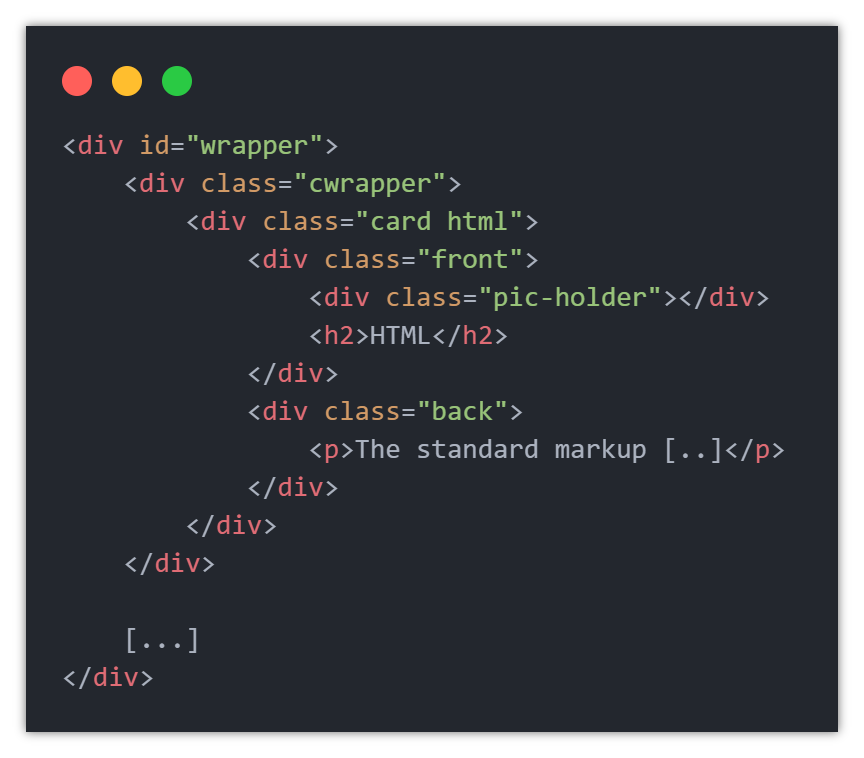 <div id="wrapper">
    <div class="cwrapper">
        <div class="card html">
            <div class="front">
                <div class="pic-holder"></div>
                <h2>HTML</h2>
            </div>
            <div class="back">
                <p>The standard markup [..]</p>
            </div>
        </div>
    </div>

    [...]
</div>